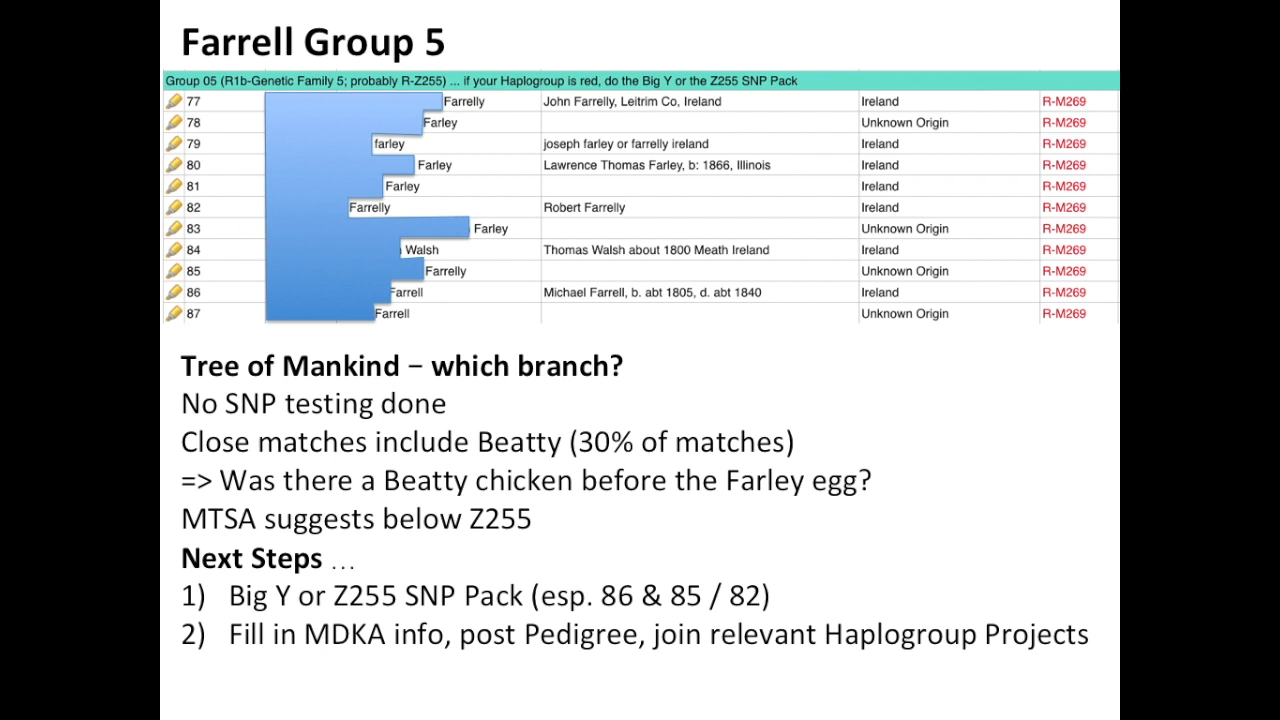 Farrell Group 5
Group 05 (R1b-Genetic Family 5; probably R-Z255) ... if your Haplogroup is red, do the Big Y or the Z255 SNP Pack
77 Farrelly John Farrelly, Leitrim Co, Ireland Ireland R-M269
78 Farley Unknown Origin R-M269
79 farley joseph farley or farrelly ireland Ireland R-M269
80 Farley Lawrence Thomas Farley, b: 1866, Illinois Ireland R-M269
81 Farley Ireland R-M269
82 Farrelly Robert Farrelly Ireland R-M269
83 Farley Unknown Origin R-M269
84 Walsh Thomas Walsh about 1800 Meath Ireland Ireland R-M269
85 Farrelly Unknown Origin R-M269
86 Farrell Michael Farrell, b. abt 1805, d. abt 1840 Ireland R-M269
87 Farrell Unknown Origin R-M269
Tree of Mankind – which branch?
No SNP testing done
Close matches include Beatty (30% of matches)
=> Was there a Beatty chicken before the Farley egg?
MTSA suggests below Z255
Next Steps …
1) Big Y or Z255 SNP Pack (esp. 86 & 85 / 82)
2) Fill in MDKA info, post Pedigree, join relevant Haplogroup Projects